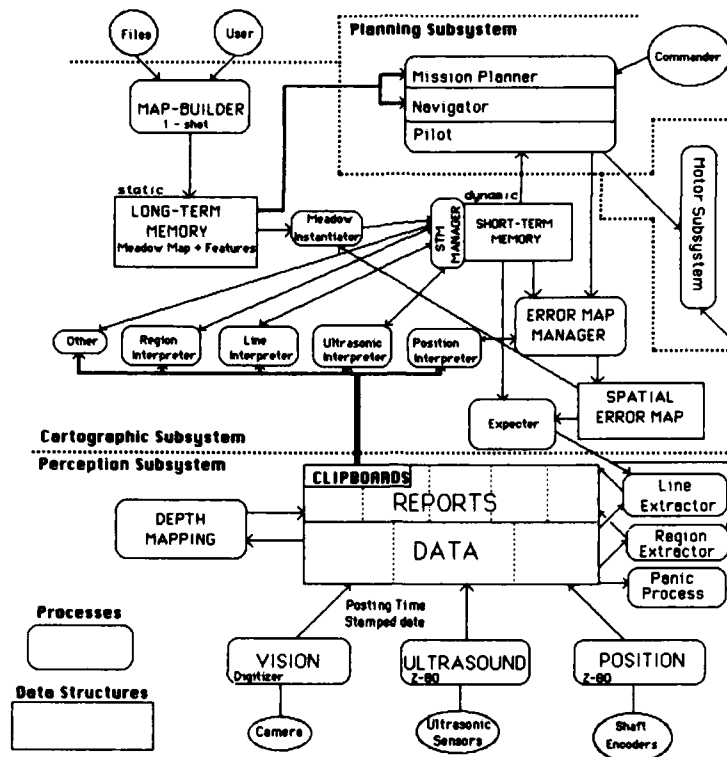 Files
User
Planning Subsystem
Commander
MAP-BUILDER
1 - shot
Mission Planner
Navigator
Pilot
Motor Subsystem
static
LONG-TERM
MEMORY
Meadow Map + Features
Meadow
Instantiator
STM
MANAGER
dynamic
SHORT-TERM
MEMORY
Other
Region
Interpreter
Line
Interpreter
Ultrasonic
Interpreter
Position
Interpreter
ERROR MAP
MANAGER
SPATIAL
ERROR MAP
Expecter
Cartographic Subsystem
Perception Subsystem
CLIPBOARDS
REPORTS
DATA
DEPTH
MAPPING
Line
Extractor
Region
Extractor
Panic
Process
Posting Time
Stamped date
Processes
Data Structures
VISION
Digitizer
ULTRASOUND
Z-80
POSITION
Z-80
Camera
Ultrasonic
Sensors
Shaft
Encoders